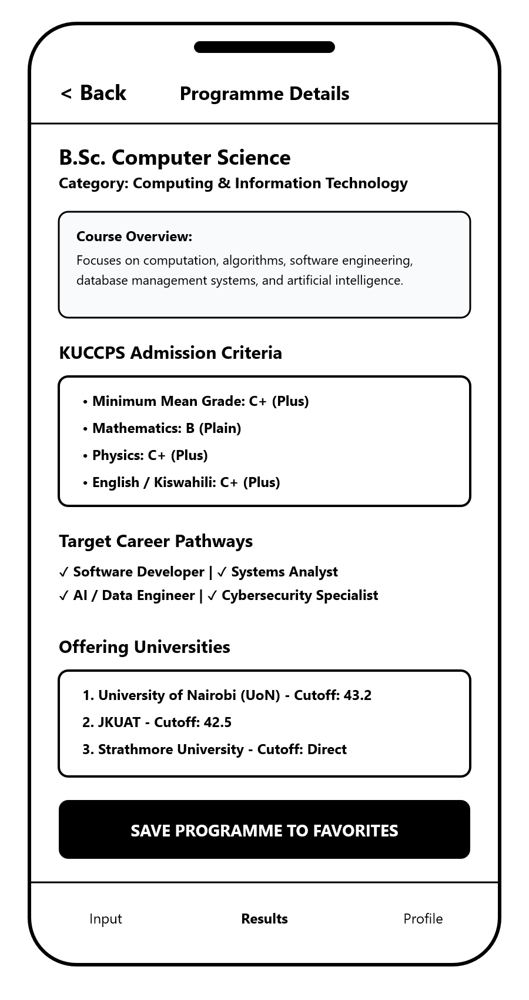 < Back Programme Details
B.Sc. Computer Science
Category: Computing & Information Technology
Course Overview:
Focuses on computation, algorithms, software engineering,
database management systems, and artificial intelligence.
KUCCPS Admission Criteria
• Minimum Mean Grade: C+ (Plus)
• Mathematics: B (Plain)
• Physics: C+ (Plus)
• English / Kiswahili: C+ (Plus)
Target Career Pathways
✓ Software Developer | ✓ Systems Analyst
✓ AI / Data Engineer | ✓ Cybersecurity Specialist
Offering Universities
1. University of Nairobi (UoN) - Cutoff: 43.2
2. JKUAT - Cutoff: 42.5
3. Strathmore University - Cutoff: Direct
SAVE PROGRAMME TO FAVORITES
Input Results Profile